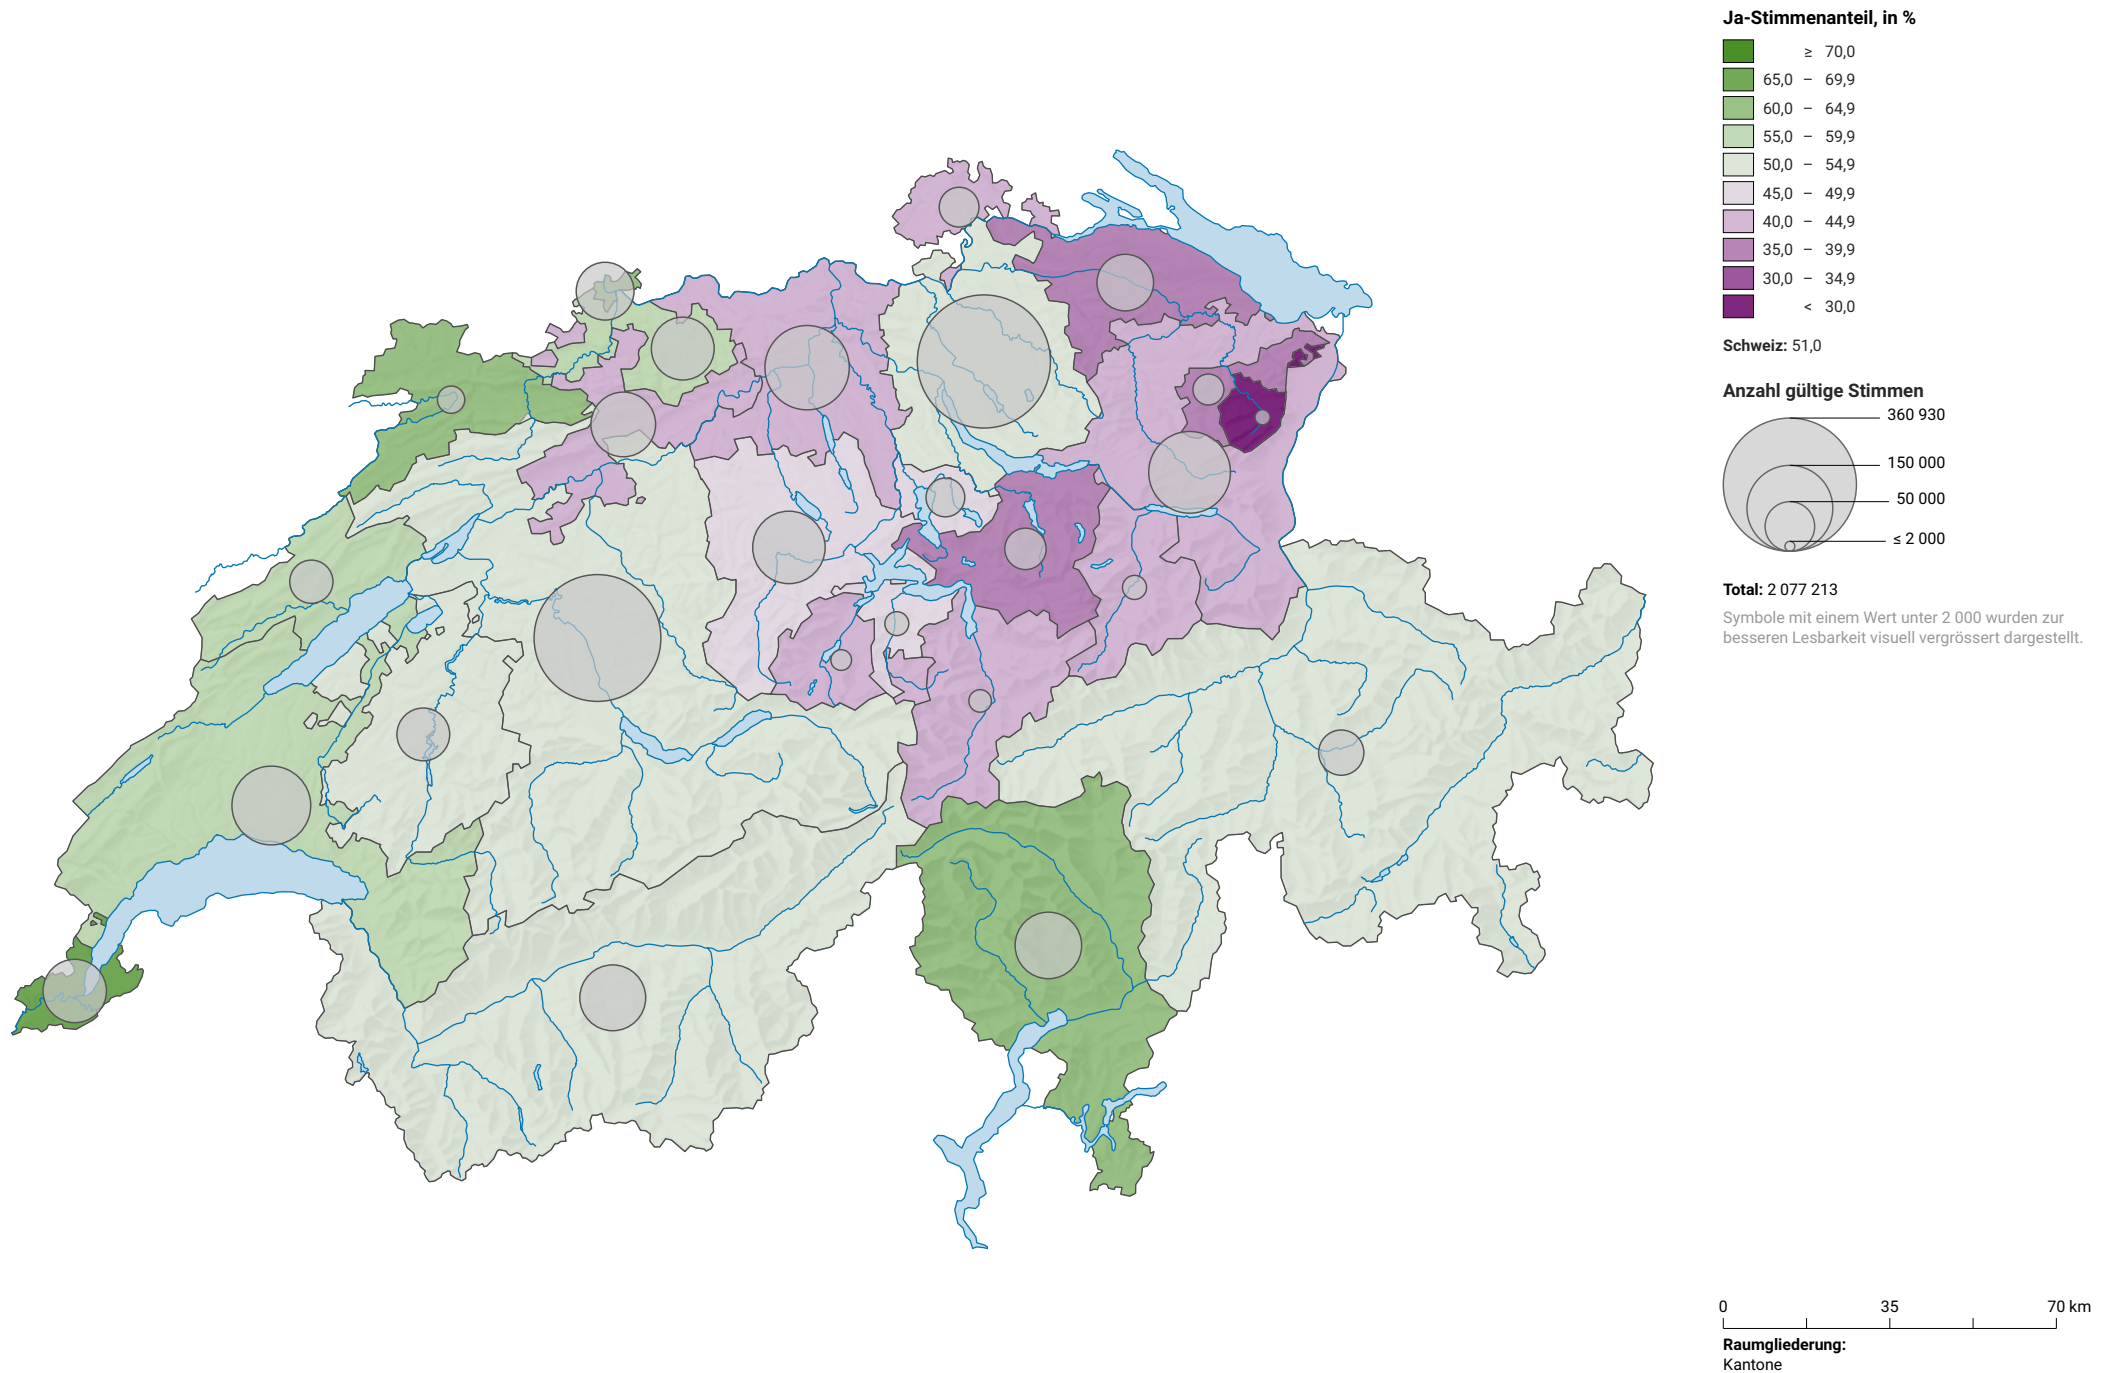 Ja-Stimmenanteil, in %
≥ 70,0
65,0 – 69,9
60,0 – 64,9
55,0 – 59,9
50,0 – 54,9
45,0 – 49,9
40,0 – 44,9
35,0 – 39,9
30,0 – 34,9
< 30,0
Schweiz: 51,0
Anzahl gültige Stimmen
360 930
150 000
50 000
≤ 2 000
Total: 2 077 213
Symbole mit einem Wert unter 2 000 wurden zur
besseren Lesbarkeit visuell vergrössert dargestellt.
0 35 70 km
Raumgliederung:
Kantone